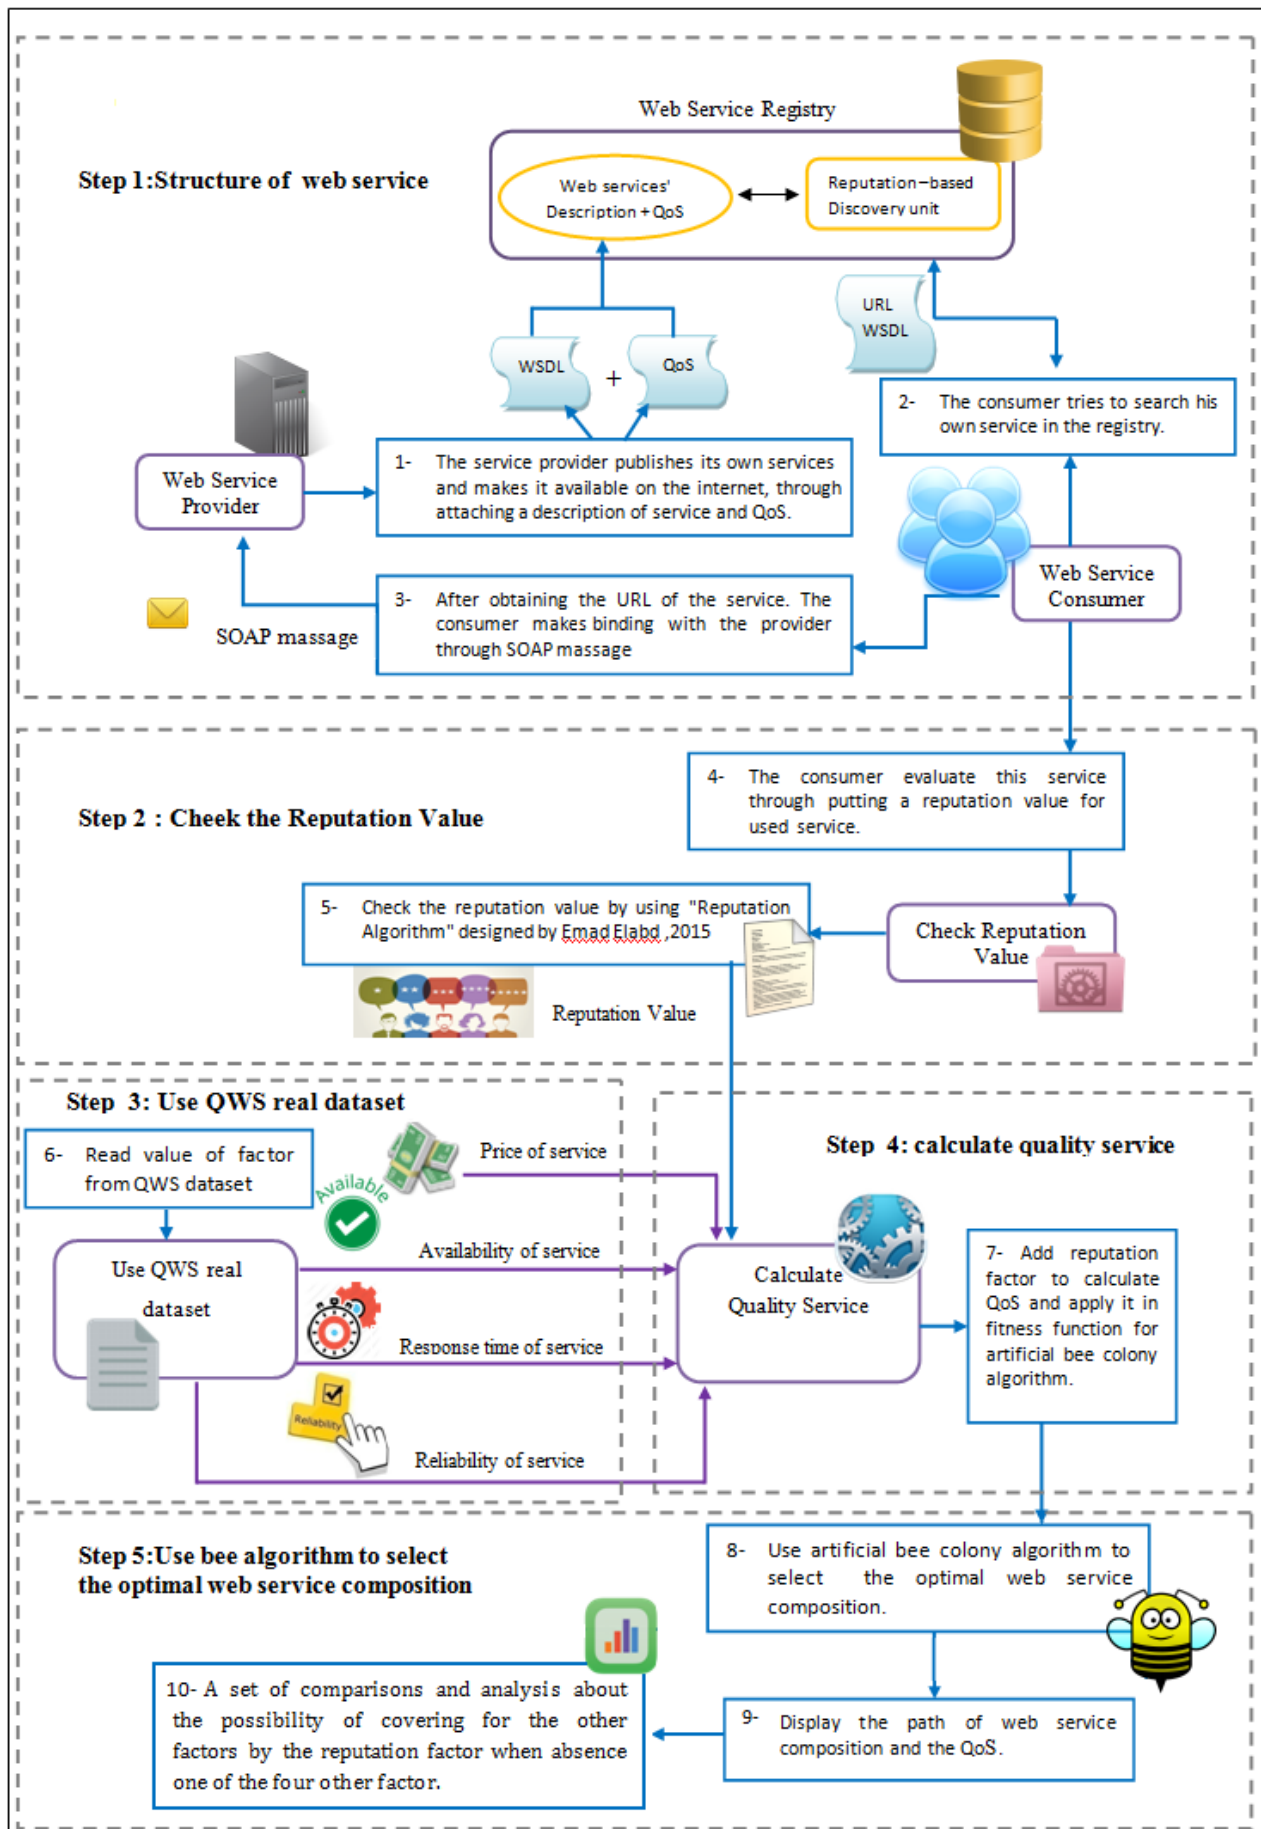 Web Service Registry
Step 1:Structure of web service
Web services'
Description + QoS
Reputation –based
Discovery unit
URL
WSDL
WSDL
+
QoS
2- The consumer tries to search his
own service in the registry.
Web Service
Provider
1- The service provider publishes its own services
and makes it available on the internet, through
attaching a description of service and QoS.
Web Service
Consumer
3- After obtaining the URL of the service. The
consumer makes binding with the provider
through SOAP massage
SOAP massage
Step 2 : Cheek the Reputation Value
4- The consumer evaluate this service
through putting a reputation value for
used service.
5- Check the reputation value by using "Reputation
Algorithm" designed by Emad Elabd ,2015
Check Reputation
Value
Reputation Value
Step 3: Use QWS real dataset
6- Read value of factor
from QWS dataset
Price of service
Available
Use QWS real
dataset
Availability of service
Response time of service
Reliability
Reliability of service
Step 4: calculate quality service
Calculate
Quality Service
7- Add reputation
factor to calculate
QoS and apply it in
fitness function for
artificial bee colony
algorithm.
Step 5:Use bee algorithm to select
the optimal web service composition
8- Use artificial bee colony algorithm to
select the optimal web service
composition.
9- Display the path of web service
composition and the QoS.
10- A set of comparisons and analysis about
the possibility of covering for the other
factors by the reputation factor when absence
one of the four other factor.